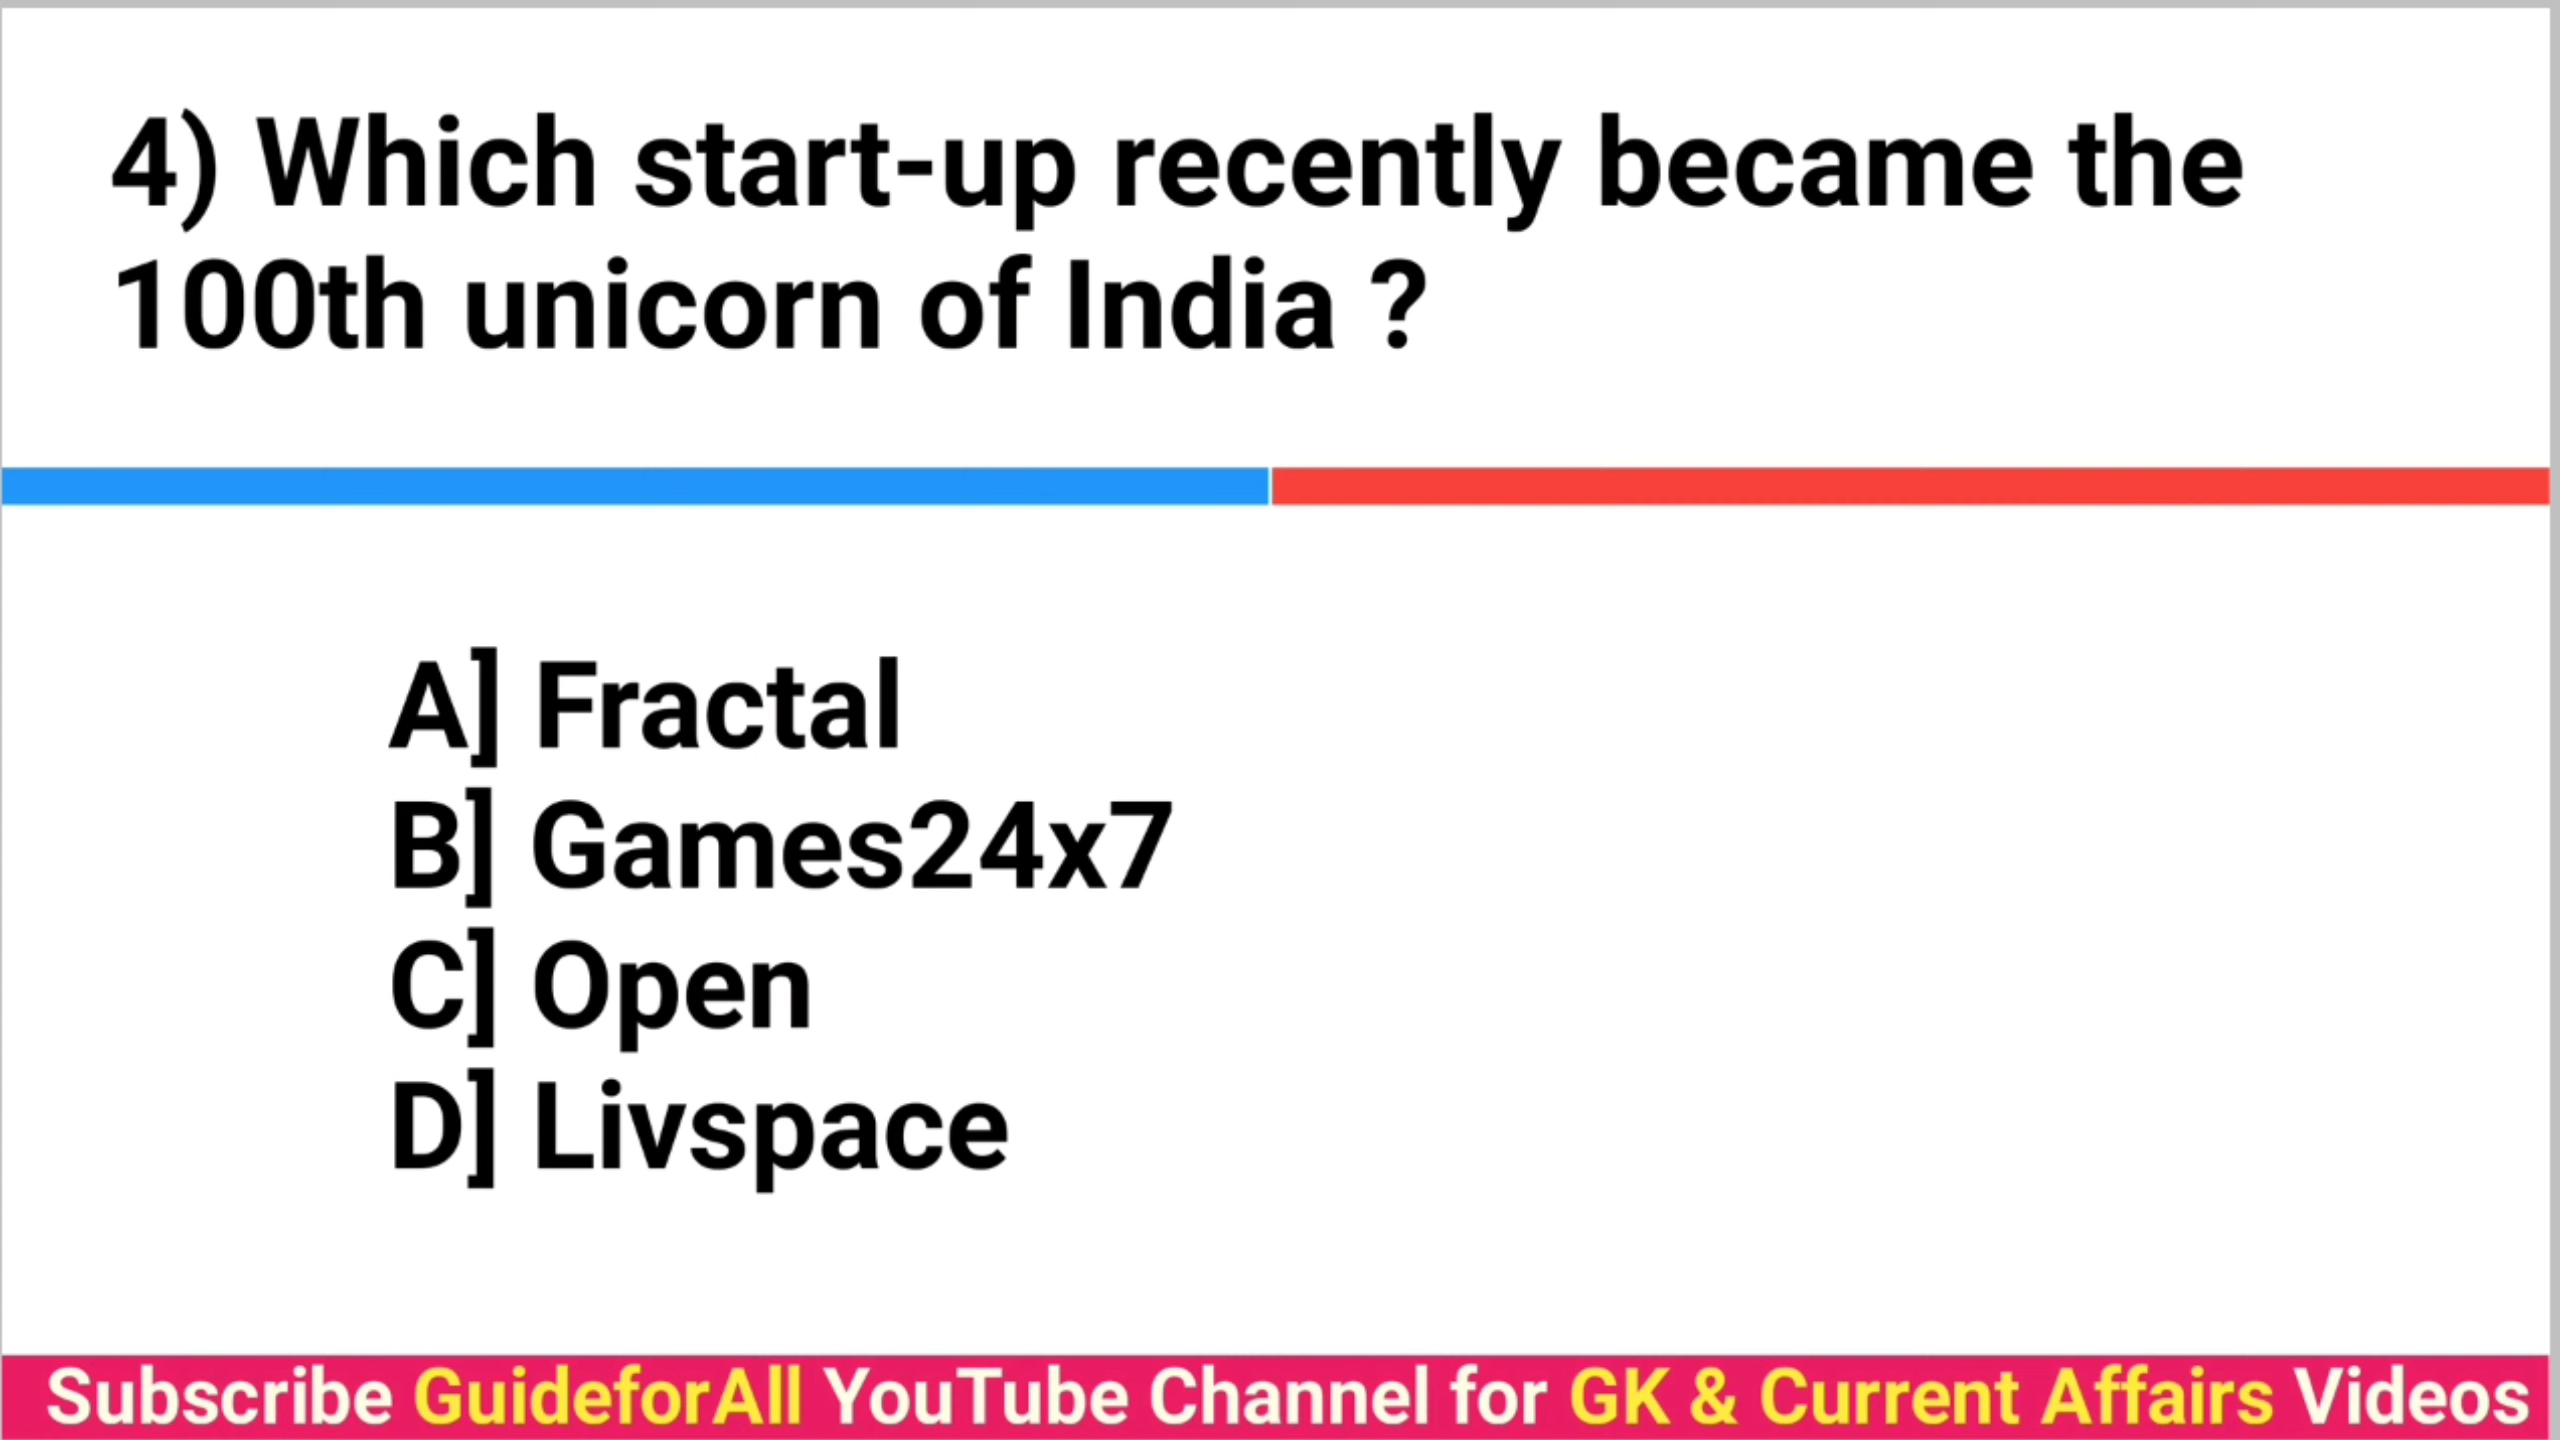 4) Which start-up recently became the
100th unicorn of India ?
A] Fractal
B] Games24x7
C] Open
D] Livspace
Subscribe GuideforAll YouTube Channel for GK & Current Affairs Videos